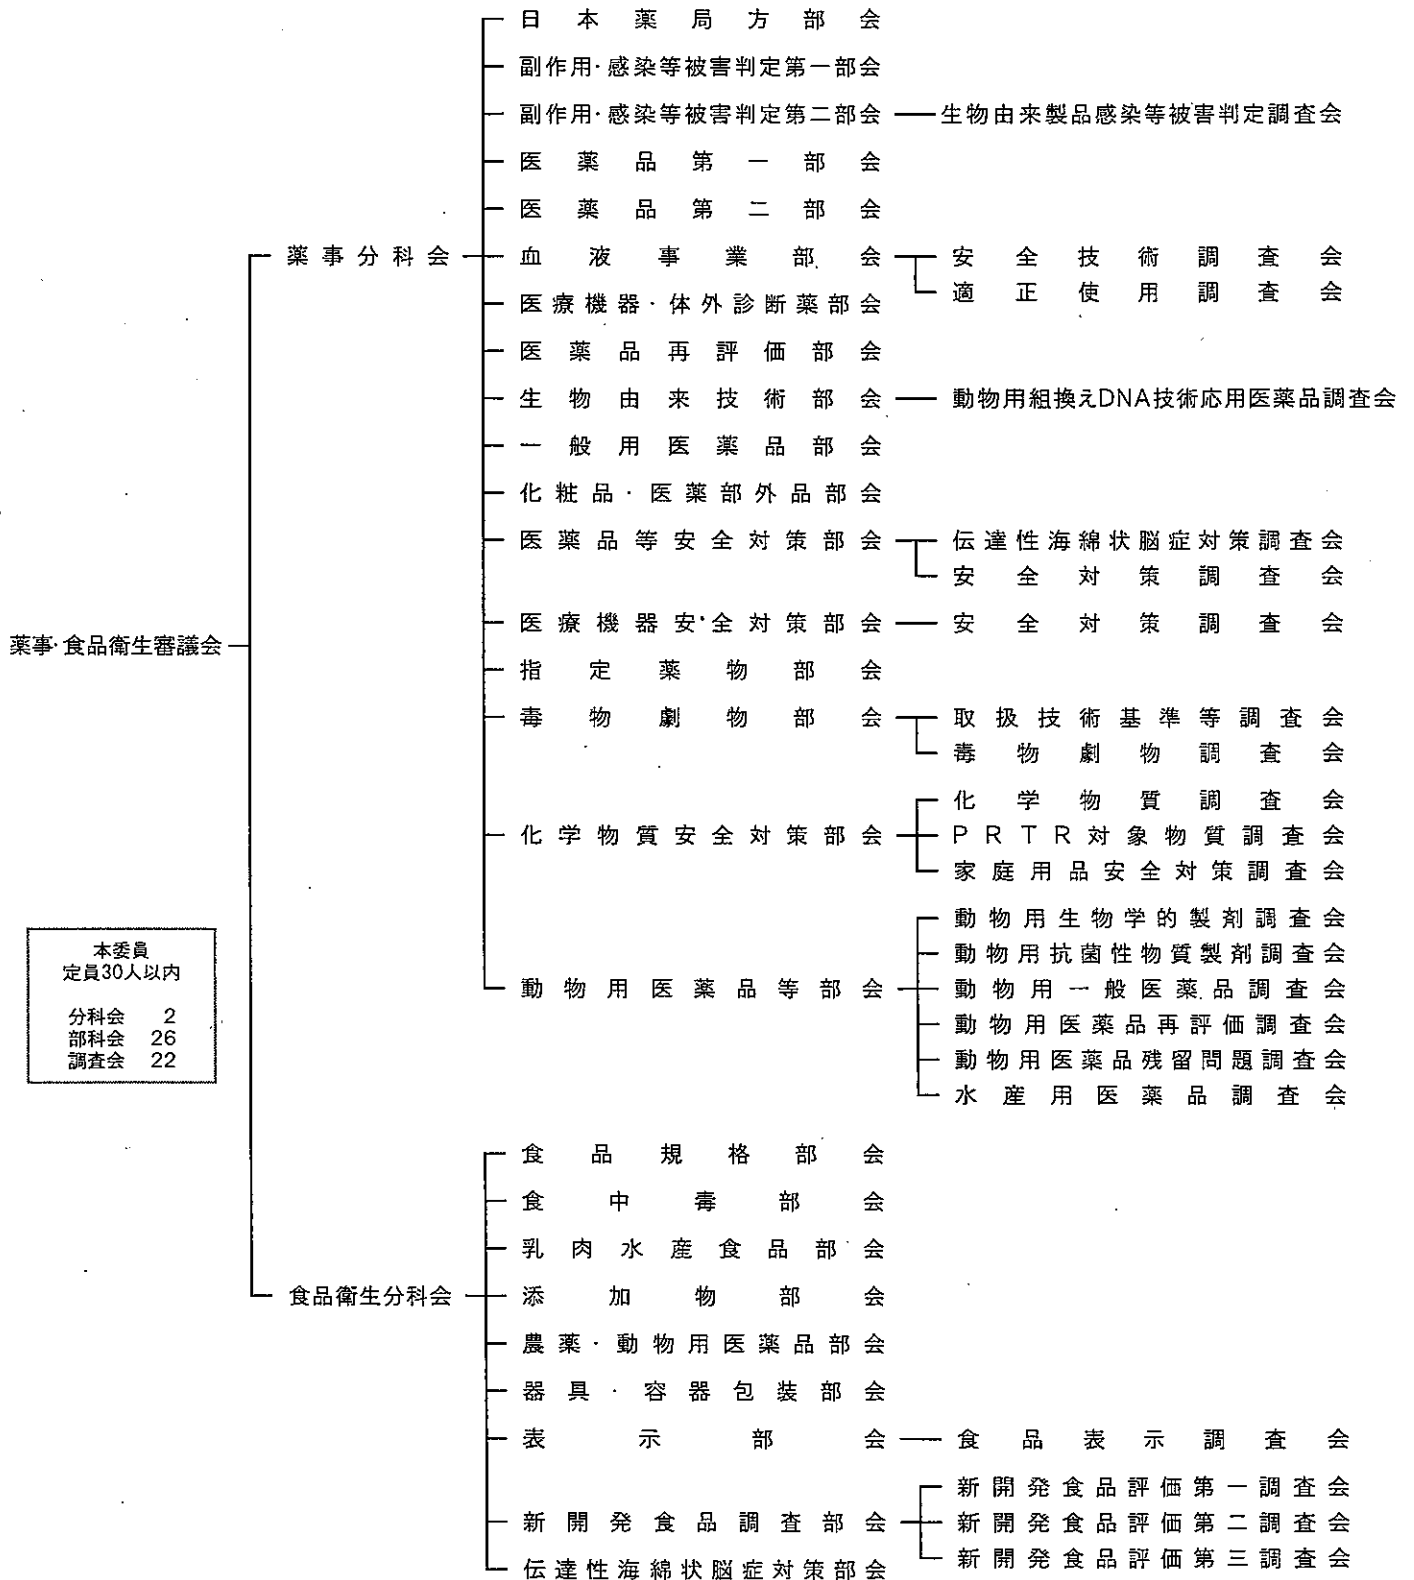 日本薬局方部会
副作用・感染等被害判定第一部会
副作用・感染等被害判定第二部会 生物由来製品感染等被害判定調査会
医薬品第一部会
医薬品第二部会
薬事分科会 血液事業部会 安全技術調査会
適正使用調査会
医療機器・体外診断薬部会
医薬品再評価部会
生物由来技術部会 動物用組換えDNA技術応用医薬品調査会
一般用医薬品部会
化粧品・医薬部外品部会
医薬品等安全対策部会 伝達性海綿状脳症対策調査会
安全対策調査会
医療機器安全対策部会 安全対策調査会
薬事・食品衛生審議会
指定薬物部会
毒物劇物部会 取扱技術基準等調査会
毒物劇物調査会
化学物質調査会
化学物質安全対策部会 PRTR対象物質調査会
家庭用品安全対策調査会
動物用生物学的製剤調査会
動物用抗菌性物質製剤調査会
動物用医薬品等部会 動物用一般医薬品調査会
動物用医薬品再評価調査会
動物用医薬品残留問題調査会
水産用医薬品調査会
本委員
定員30人以内
分科会 2
部科会 26
調査会 22
食品規格部会
食中毒部会
乳肉水産食品部会
食品衛生分科会 添加物部会
農薬・動物用医薬品部会
器具・容器包装部会
表示部会 食品表示調査会
新開発食品評価第一調査会
新開発食品調査部会 新開発食品評価第二調査会
新開発食品評価第三調査会
伝達性海綿状脳症対策部会